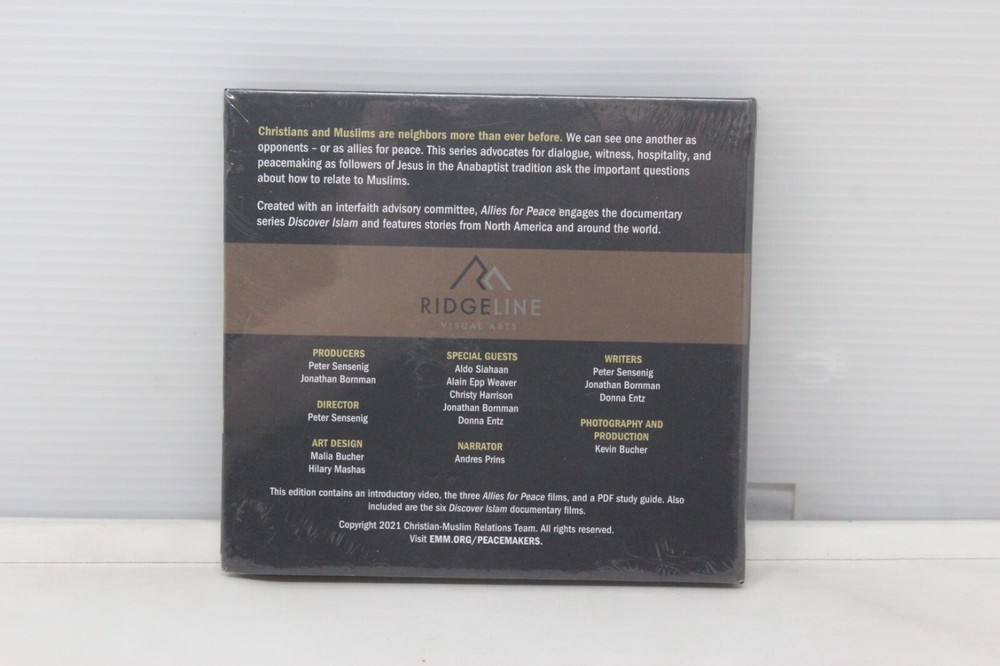 Christians and Muslims are neighbors more than ever before. We can see one another as
opponents – or as allies for peace. This series advocates for dialogue, witness, hospitality, and
peacemaking as followers of Jesus in the Anabaptist tradition ask the important questions
about how to relate to Muslims.
Created with an interfaith advisory committee, Allies for Peace engages the documentary
series Discover Islam and features stories from North America and around the world.
RIDGELINE
VISUAL ARTS
PRODUCERS
Peter Sensenig
Jonathan Bornman
DIRECTOR
Peter Sensenig
ART DESIGN
Malia Bucher
Hilary Mashas
SPECIAL GUESTS
Aldo Siahaan
Alain Epp Weaver
Christy Harrison
Jonathan Bornman
Donna Entz
NARRATOR
Andres Prins
WRITERS
Peter Sensenig
Jonathan Bornman
Donna Entz
PHOTOGRAPHY AND
PRODUCTION
Kevin Bucher
This edition contains an introductory video, the three Allies for Peace films, and a PDF study guide. Also
included are the six Discover Islam documentary films.
Copyright 2021 Christian-Muslim Relations Team. All rights reserved.
Visit EMM.ORG/PEACEMAKERS.